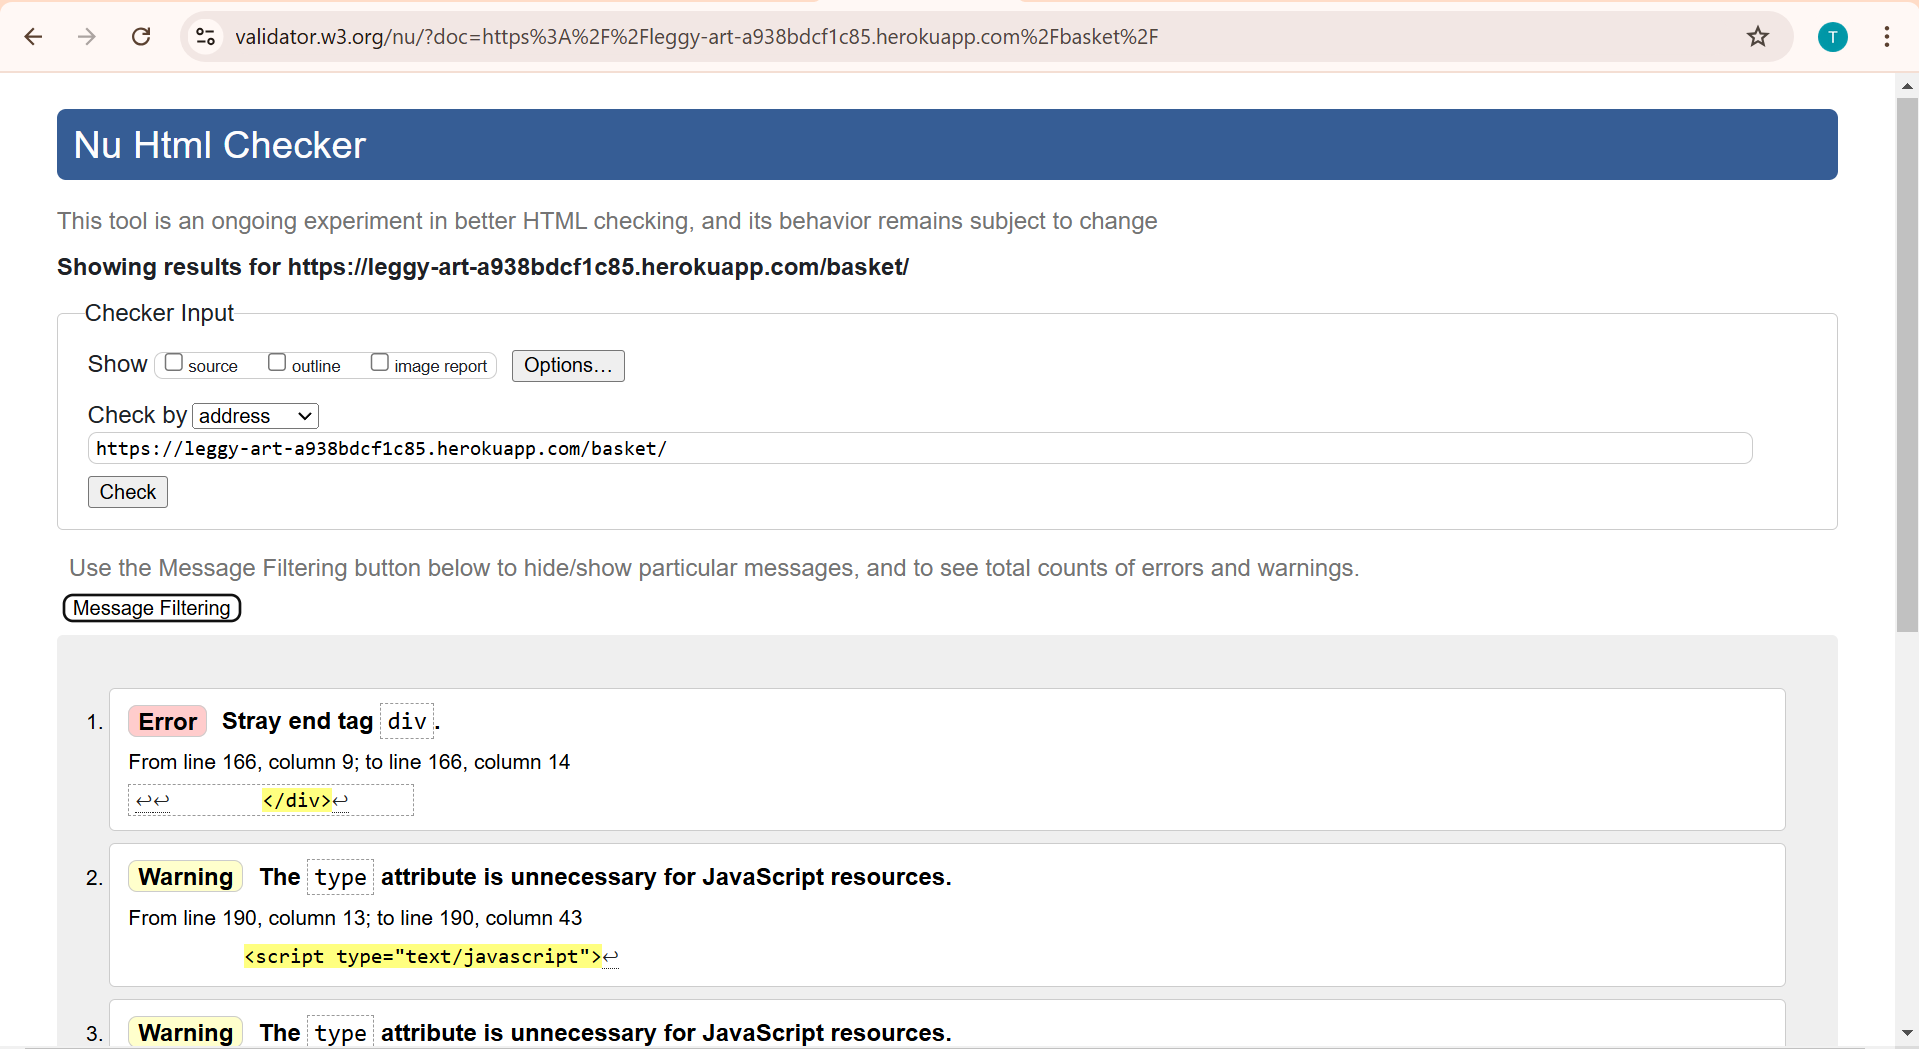 validator.w3.org/nu/?doc=https%3A%2F%2Fleggy-art-a938bdcf1c85.herokuapp.com%2Fbasket%2F
T
Nu Html Checker
This tool is an ongoing experiment in better HTML checking, and its behavior remains subject to change
Showing results for https://leggy-art-a938bdcf1c85.herokuapp.com/basket/
Checker Input
Show source outline image report Options...
Check by address
https://leggy-art-a938bdcf1c85.herokuapp.com/basket/
Check
Use the Message Filtering button below to hide/show particular messages, and to see total counts of errors and warnings.
Message Filtering
1. Error Stray end tag div.
From line 166, column 9; to line 166, column 14
↩↩ </div>↩
2. Warning The type attribute is unnecessary for JavaScript resources.
From line 190, column 13; to line 190, column 43
<script type="text/javascript">↩
3. Warning The type attribute is unnecessary for JavaScript resources.